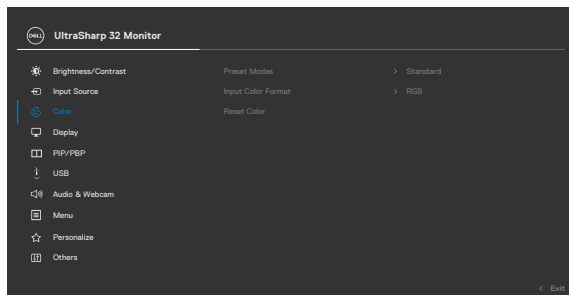 DELL UltraSharp 32 Monitor
Brightness/Contrast Preset Modes > Standard
Input Source Input Color Format > RGB
Color Reset Color
Display
PIP/PBP
USB
Audio & Webcam
Menu
Personalize
Others
< Exit